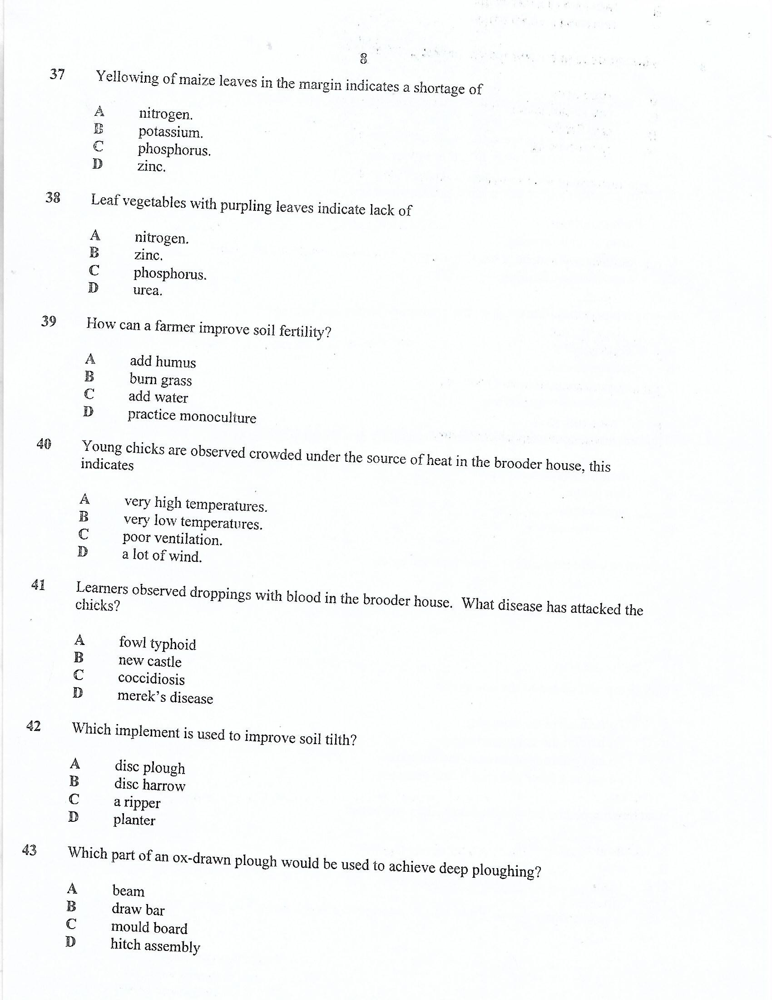 8
37 Yellowing of maize leaves in the margin indicates a shortage of
A nitrogen.
B potassium.
C phosphorus.
D zinc.
38 Leaf vegetables with purpling leaves indicate lack of
A nitrogen.
B zinc.
C phosphorus.
D urea.
39 How can a farmer improve soil fertility?
A add humus
B burn grass
C add water
D practice monoculture
40 Young chicks are observed crowded under the source of heat in the brooder house, this
indicates
A very high temperatures.
B very low temperatures.
C poor ventilation.
D a lot of wind.
41 Learners observed droppings with blood in the brooder house. What disease has attacked the
chicks?
A fowl typhoid
B new castle
C coccidiosis
D merek's disease
42 Which implement is used to improve soil tilth?
A disc plough
B disc harrow
C a ripper
D planter
43 Which part of an ox-drawn plough would be used to achieve deep ploughing?
A beam
B draw bar
C mould board
D hitch assembly